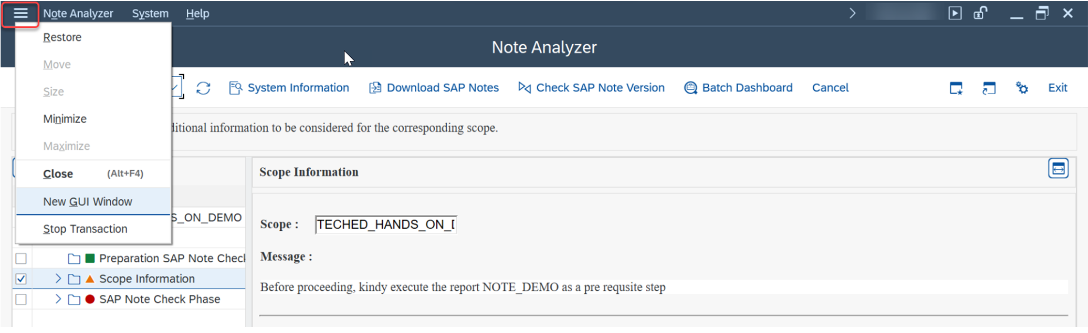 Note Analyzer System Help
Note Analyzer
Restore
Move
Size
Minimize
Maximize
Close (Alt+F4)
New GUI Window
Stop Transaction
System Information Download SAP Notes Check SAP Note Version Batch Dashboard Cancel Exit
ditional information to be considered for the corresponding scope.
S_ON_DEMO
Preparation SAP Note Check
Scope Information
SAP Note Check Phase
Scope Information
Scope : TECHED_HANDS_ON_D
Message :
Before proceeding, kindy execute the report NOTE_DEMO as a pre requsite step